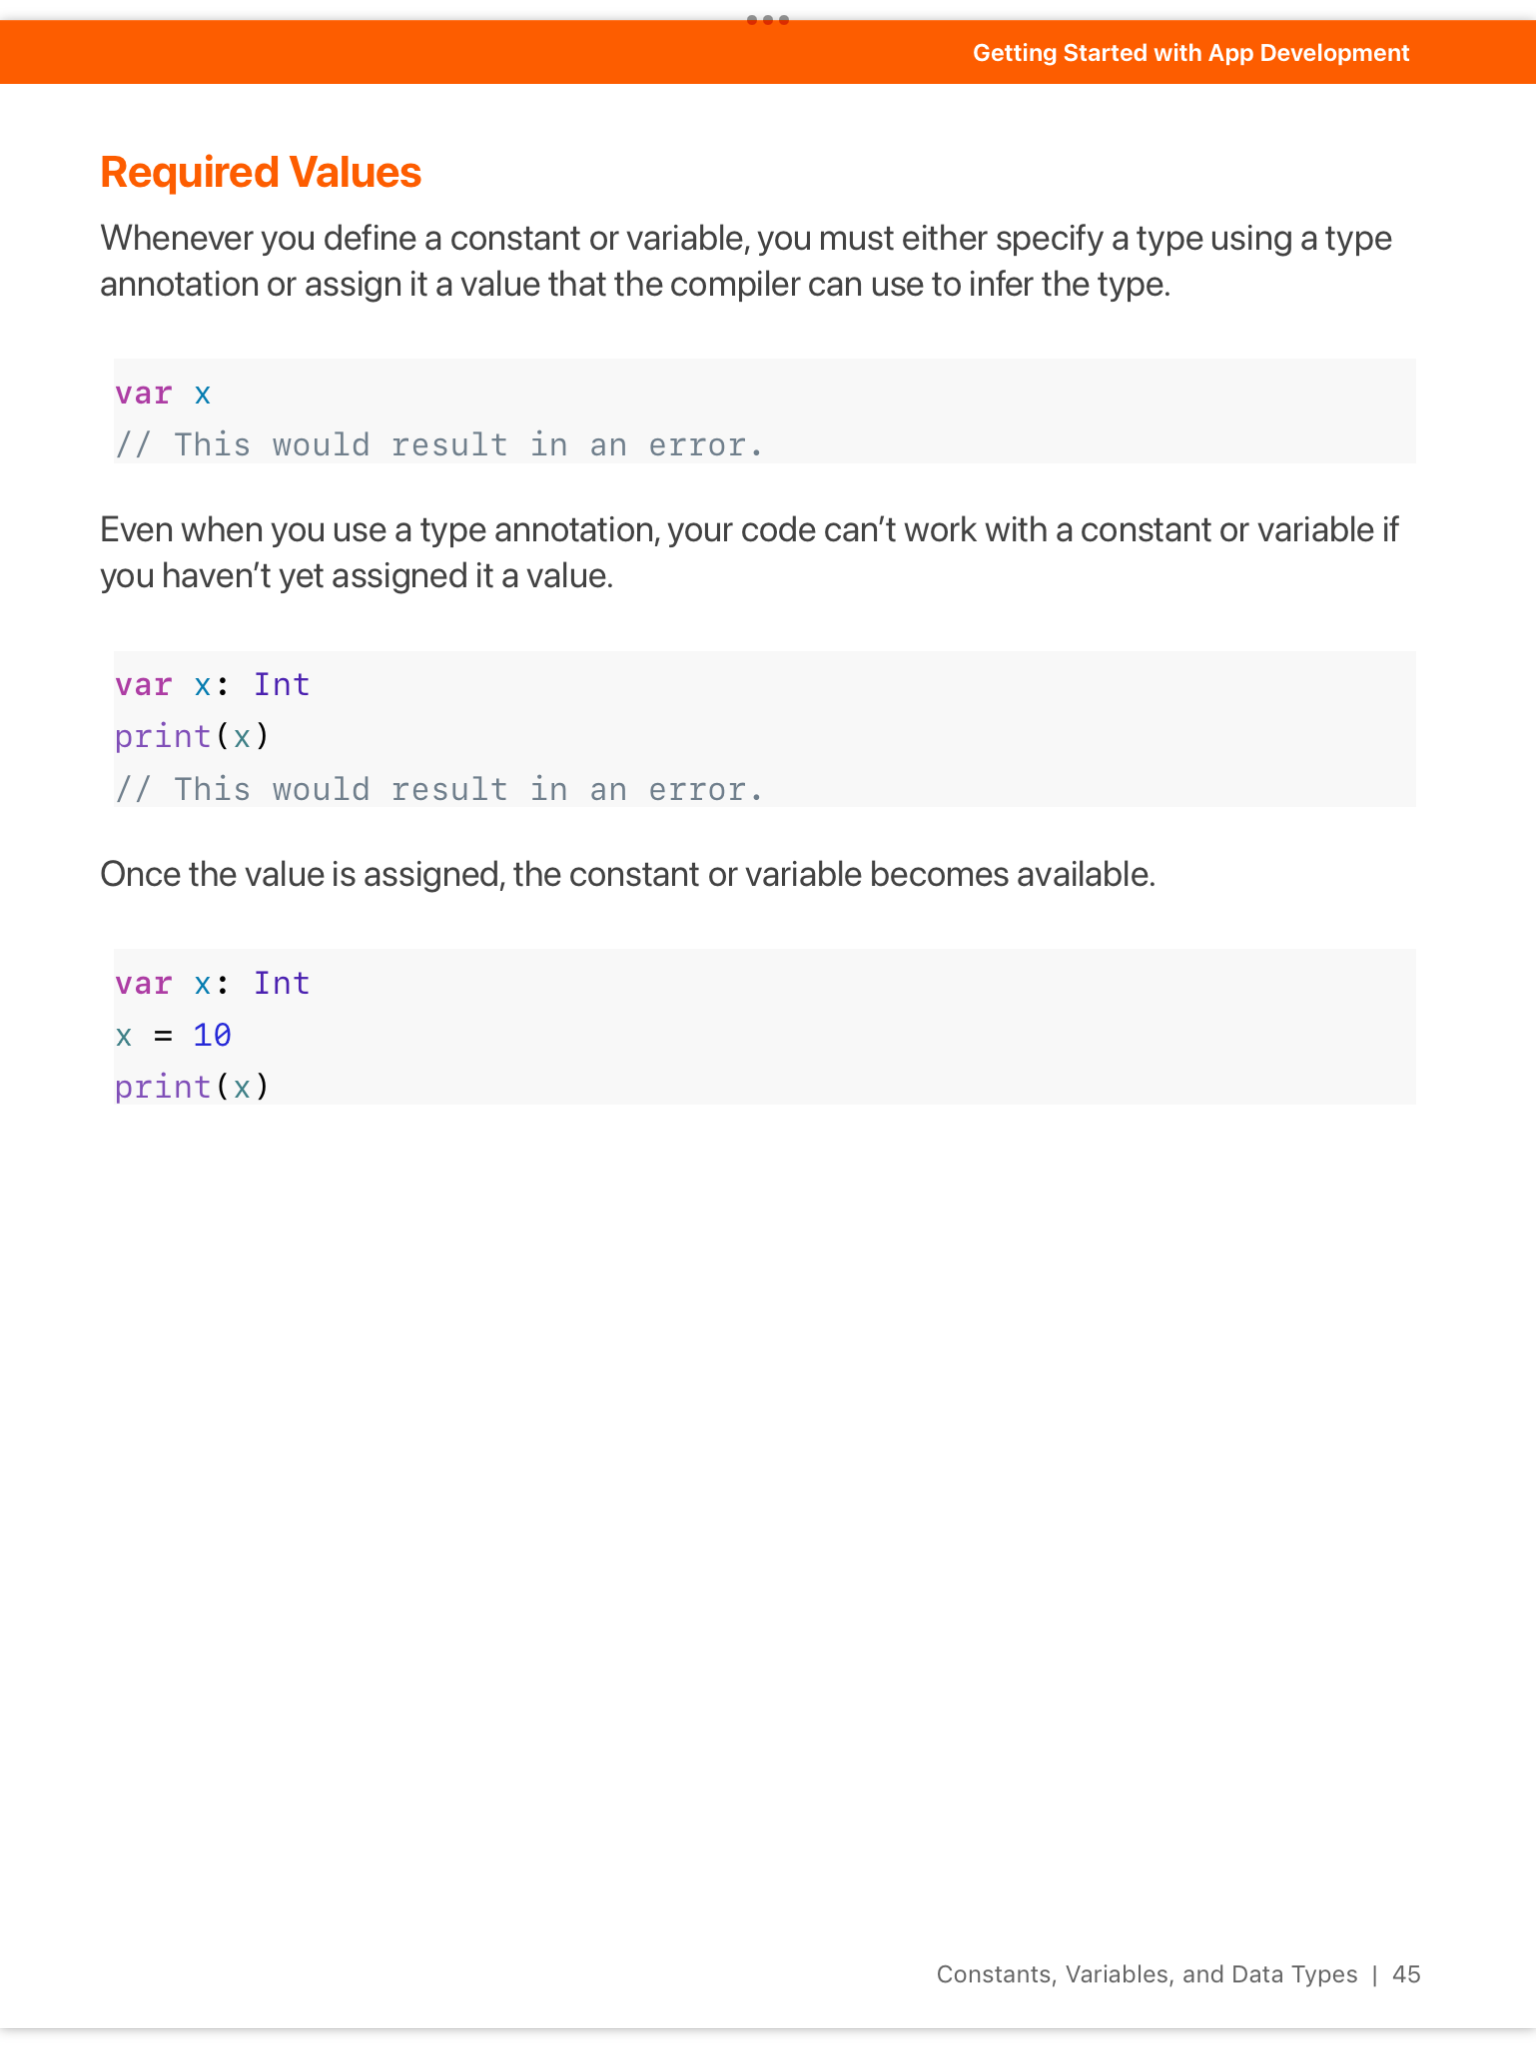 Getting Started with App Development
Required Values
Whenever you define a constant or variable, you must either specify a type using a type
annotation or assign it a value that the compiler can use to infer the type.
var x
// This would result in an error.
Even when you use a type annotation, your code can’t work with a constant or variable if
you haven’t yet assigned it a value.
var x: Int
print(x)
// This would result in an error.
Once the value is assigned, the constant or variable becomes available.
var x: Int
x = 10
print(x)
Constants, Variables, and Data Types | 45